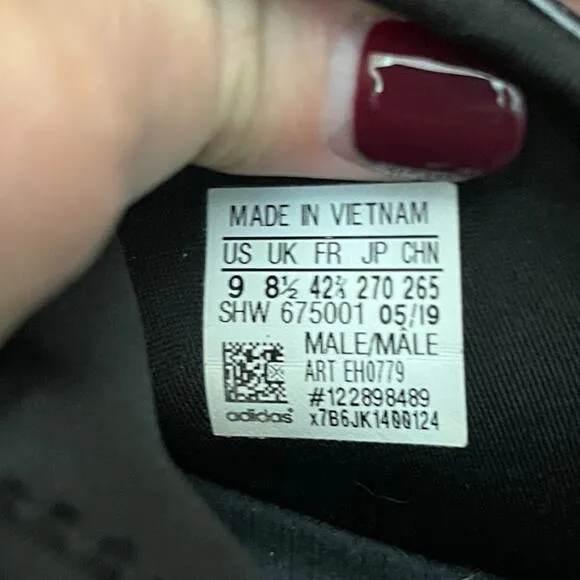 MADE IN VIETNAM
US UK FR JP CHN
9 8½ 42⅔ 270 265
SHW 675001 05/19
MALE/MÂLE
ART EH0779
#122898489
adidas x7B6JK1400124